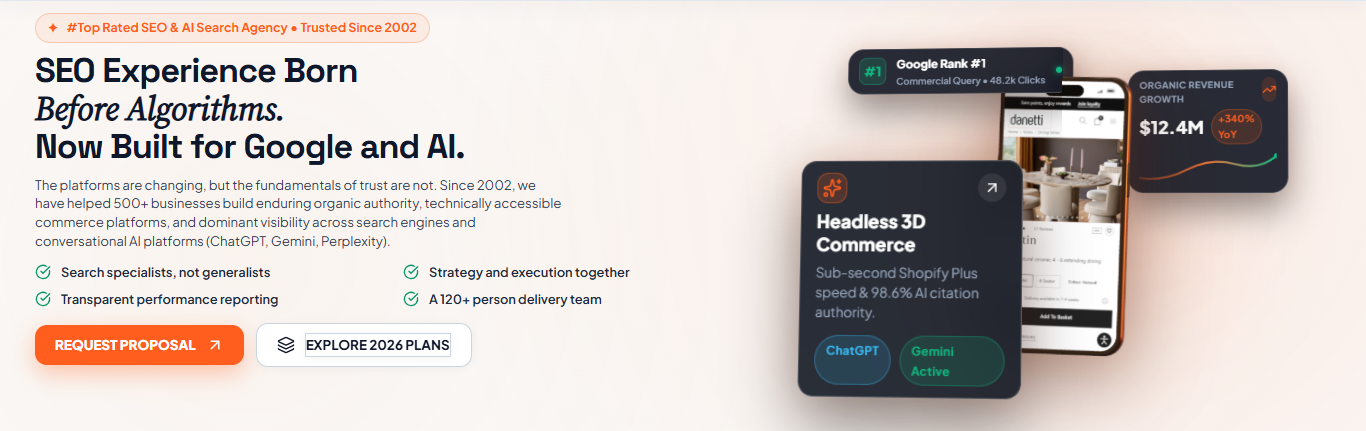 #Top Rated SEO & AI Search Agency • Trusted Since 2002
SEO Experience Born
Before Algorithms.
Now Built for Google and AI.
The platforms are changing, but the fundamentals of trust are not. Since 2002, we
have helped 500+ businesses build enduring organic authority, technically accessible
commerce platforms, and dominant visibility across search engines and
conversational AI platforms (ChatGPT, Gemini, Perplexity).
Search specialists, not generalists
Strategy and execution together
Transparent performance reporting
A 120+ person delivery team
REQUEST PROPOSAL
EXPLORE 2026 PLANS
#1
Google Rank #1
Commercial Query • 48.2k Clicks
ORGANIC REVENUE
GROWTH
$12.4M
+340%
YoY
danetti
Headless 3D
Commerce
Sub-second Shopify Plus
speed & 98.6% AI citation
authority.
ChatGPT
Gemini
Active
Add To Basket